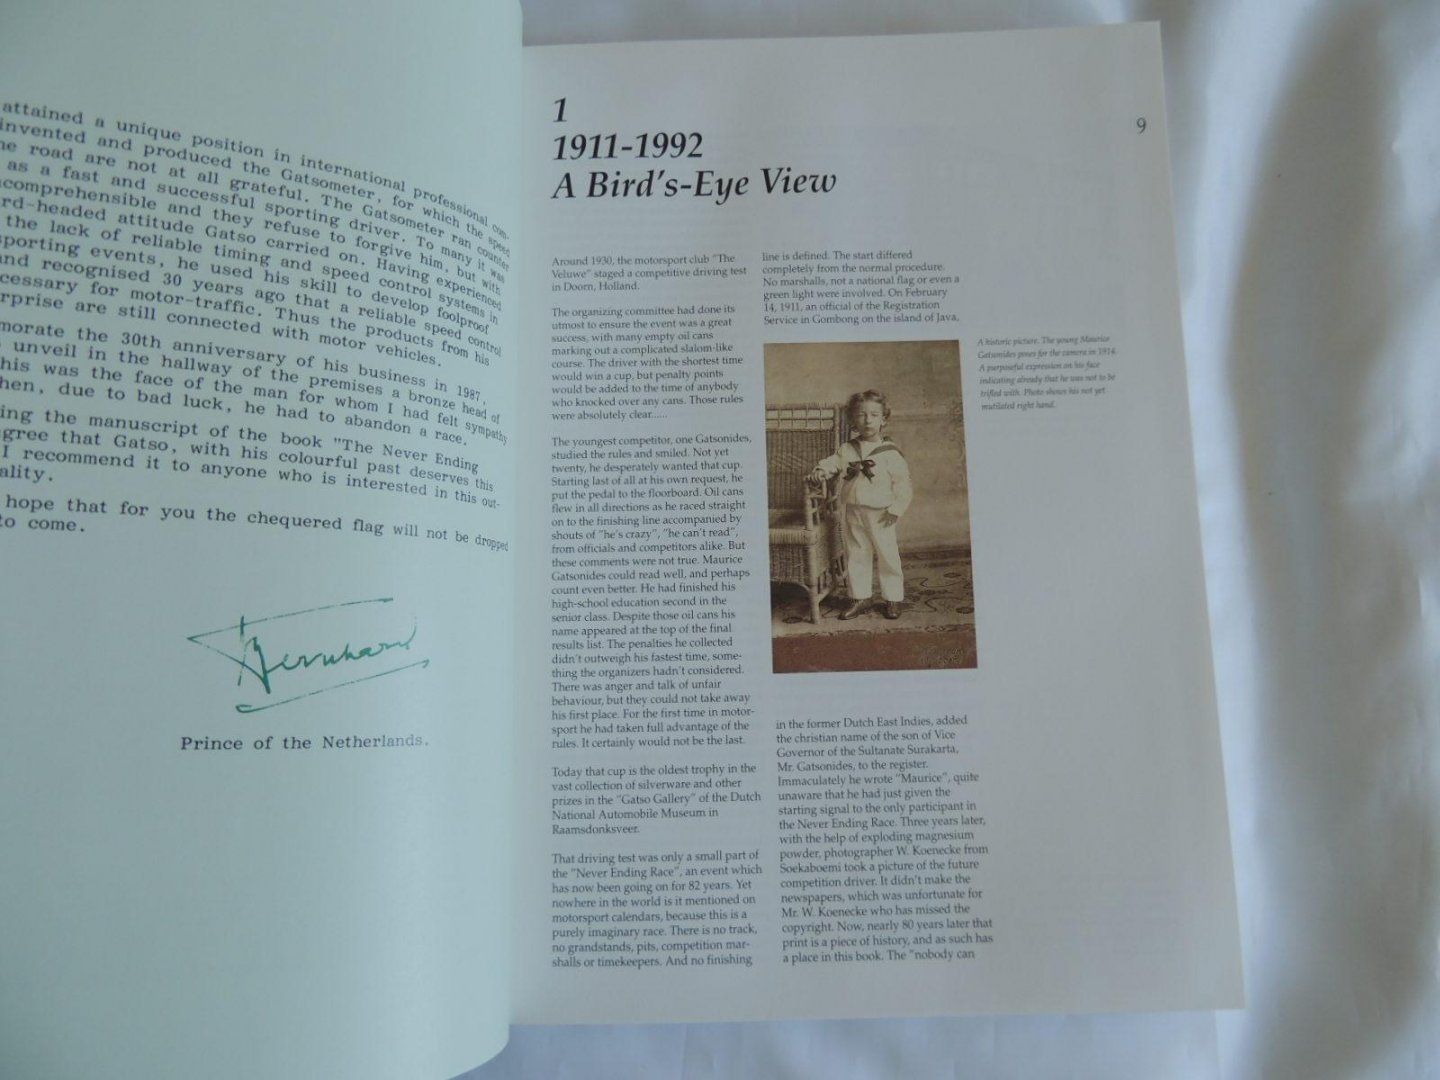 attained a unique position in international professional com-
invented and produced the Gatsometer, for which the speed
road are not at all grateful. The Gatsometer ran counter
as a fast and successful sporting driver. To many it was
comprehensible and they refuse to forgive him, but with
rd-headed attitude Gatso carried on. Having experienced
the lack of reliable timing and speed control systems in
sporting events, he used his skill to develop foolproof
and recognised 30 years ago that a reliable speed control
cessary for motor-traffic. Thus the products from his
rprise are still connected with motor vehicles.
morate the 30th anniversary of his business in 1987,
unveil in the hallway of the premises a bronze head of
his was the face of the man for whom I had felt sympathy
hen, due to bad luck, he had to abandon a race.
ing the manuscript of the book "The Never Ending
gree that Gatso, with his colourful past deserves this
I recommend it to anyone who is interested in this out-
ality.
hope that for you the chequered flag will not be dropped
to come.
Bernhard
Prince of the Netherlands.
9
1
1911-1992
A Bird's-Eye View
Around 1930, the motorsport club "The
Veluwe" staged a competitive driving test
in Doorn, Holland.
The organizing committee had done its
utmost to ensure the event was a great
success, with many empty oil cans
marking out a complicated slalom-like
course. The driver with the shortest time
would win a cup, but penalty points
would be added to the time of anybody
who knocked over any cans. Those rules
were absolutely clear......
The youngest competitor, one Gatsonides,
studied the rules and smiled. Not yet
twenty, he desperately wanted that cup.
Starting last of all at his own request, he
put the pedal to the floorboard. Oil cans
flew in all directions as he raced straight
on to the finishing line accompanied by
shouts of "he's crazy", "he can't read",
from officials and competitors alike. But
these comments were not true. Maurice
Gatsonides could read well, and perhaps
count even better. He had finished his
high-school education second in the
senior class. Despite those oil cans his
name appeared at the top of the final
results list. The penalties he collected
didn't outweigh his fastest time, some-
thing the organizers hadn't considered.
There was anger and talk of unfair
behaviour, but they could not take away
his first place. For the first time in motor-
sport he had taken full advantage of the
rules. It certainly would not be the last.
Today that cup is the oldest trophy in the
vast collection of silverware and other
prizes in the "Gatso Gallery" of the Dutch
National Automobile Museum in
Raamsdonksveer.
That driving test was only a small part of
the "Never Ending Race", an event which
has now been going on for 82 years. Yet
nowhere in the world is it mentioned on
motorsport calendars, because this is a
purely imaginary race. There is no track,
no grandstands, pits, competition mar-
shalls or timekeepers. And no finishing
line is defined. The start differed
completely from the normal procedure.
No marshalls, not a national flag or even a
green light were involved. On February
14, 1911, an official of the Registration
Service in Gombong on the island of Java,
A historic picture. The young Maurice
Gatsonides poses for the camera in 1914.
A purposeful expression on his face
indicating already that he was not to be
trifled with. Photo shows his not yet
mutilated right hand.
in the former Dutch East Indies, added
the christian name of the son of Vice
Governor of the Sultanate Surakarta,
Mr. Gatsonides, to the register.
Immaculately he wrote "Maurice", quite
unaware that he had just given the
starting signal to the only participant in
the Never Ending Race. Three years later,
with the help of exploding magnesium
powder, photographer W. Koenecke from
Soekaboemi took a picture of the future
competition driver. It didn't make the
newspapers, which was unfortunate for
Mr. W. Koenecke who has missed the
copyright. Now, nearly 80 years later that
print is a piece of history, and as such has
a place in this book. The "nobody can